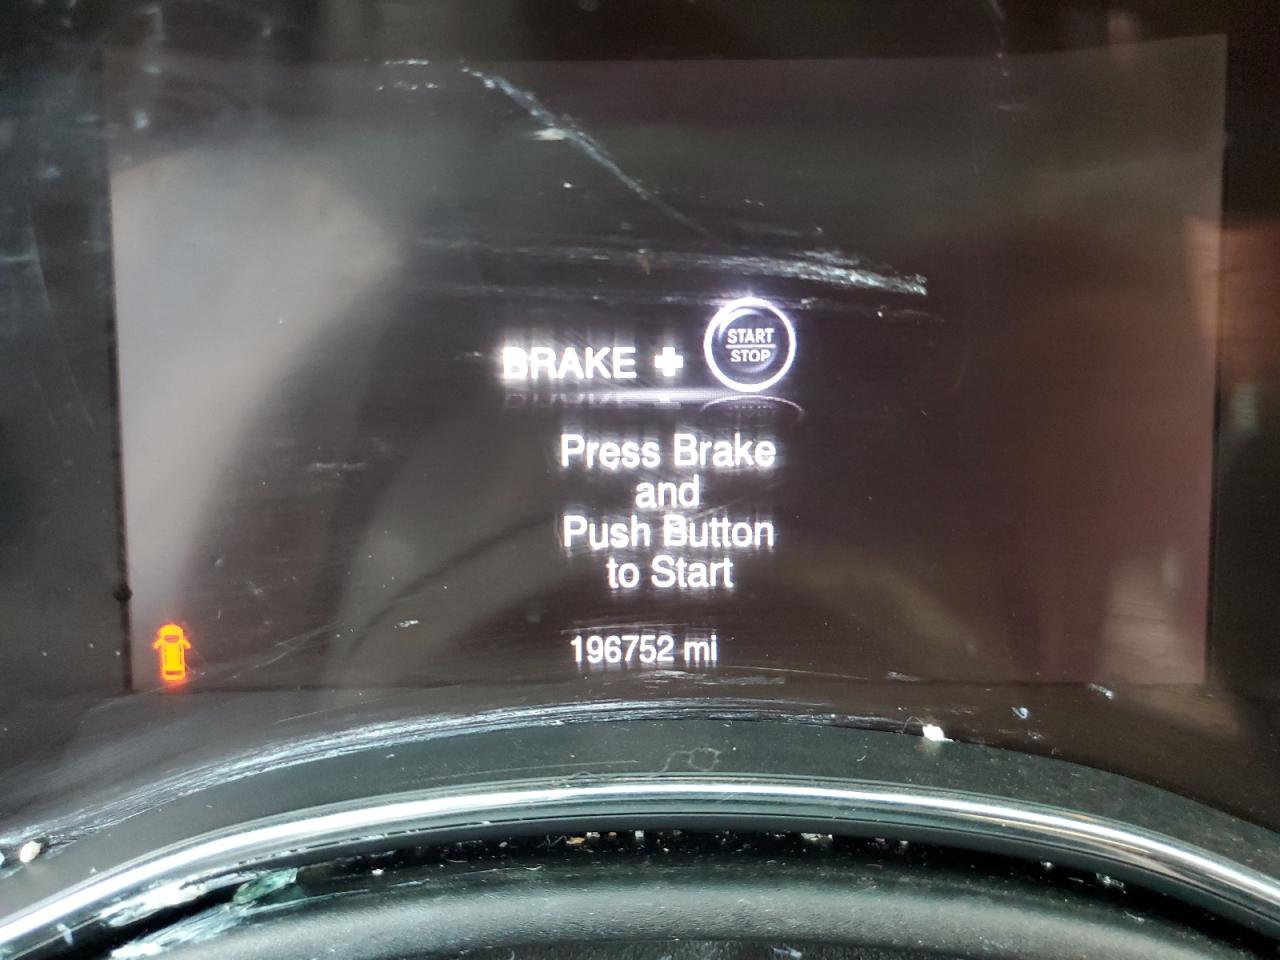 BRAKE + START
STOP
Press Brake
and
Push Button
to Start
196752 mi